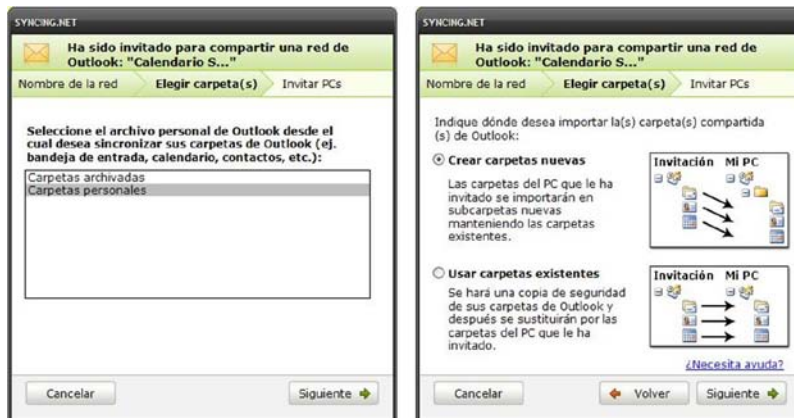 SYNCING.NET
Ha sido invitado para compartir una red de
Outlook: "Calendario S..."
Nombre de la red
Elegir carpeta(s)
Invitar PCs
Seleccione el archivo personal de Outlook desde el
cual desea sincronizar sus carpetas de Outlook (ej.
bandeja de entrada, calendario, contactos, etc.):
Carpetas archivadas
Carpetas personales
Cancelar
Siguiente
SYNCING.NET
Ha sido invitado para compartir una red de
Outlook: "Calendario S..."
Nombre de la red
Elegir carpeta(s)
Invitar PCs
Indique dónde desea importar la(s) carpeta(s) compartida
(s) de Outlook:
Crear carpetas nuevas
Las carpetas del PC que le ha
invitado se importarán en
subcarpetas nuevas
manteniendo las carpetas
existentes.
Invitación Mi PC
Usar carpetas existentes
Se hará una copia de seguridad
de sus carpetas de Outlook y
después se sustituirán por las
carpetas del PC que le ha
invitado.
Invitación Mi PC
¿Necesita ayuda?
Cancelar
Volver
Siguiente